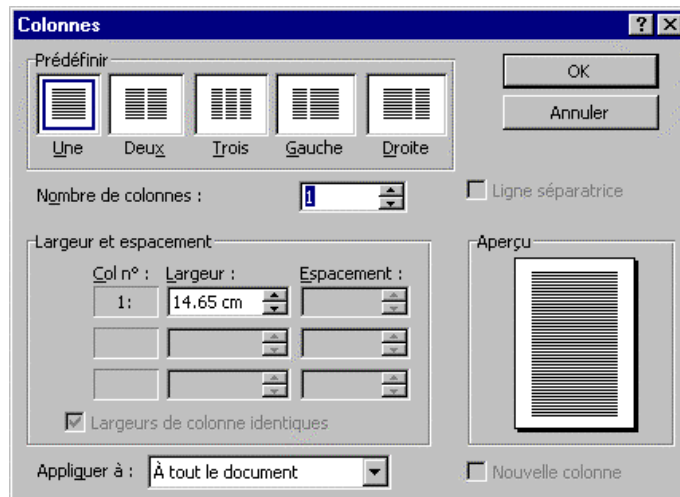 Colonnes
Prédéfinir
OK
Annuler
Une Deux Trois Gauche Droite
Nombre de colonnes : 1
Ligne séparatrice
Largeur et espacement
Aperçu
Col n° : Largeur : Espacement :
1: 14.65 cm
Largeurs de colonne identiques
Appliquer à : À tout le document
Nouvelle colonne